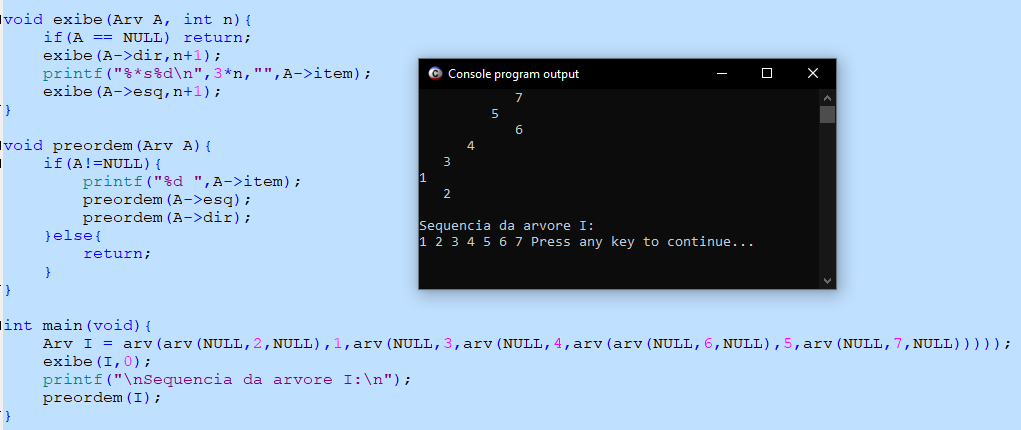 void exibe(Arv A, int n){
    if(A == NULL) return;
    exibe(A->dir,n+1);
    printf("%*s%d\n",3*n,"",A->item);
    exibe(A->esq,n+1);
}
void preordem(Arv A){
    if(A!=NULL){
        printf("%d ",A->item);
        preordem(A->esq);
        preordem(A->dir);
    }else{
        return;
    }
}
int main(void){
    Arv I = arv(arv(NULL,2,NULL),1,arv(NULL,3,arv(NULL,4,arv(arv(NULL,6,NULL),5,arv(NULL,7,NULL)))));
    exibe(I,0);
    printf("\nSequencia da arvore I:\n");
    preordem(I);
}
C Console program output
            7
         5
            6
      4
   3
1
   2
Sequencia da arvore I:
1 2 3 4 5 6 7 Press any key to continue...